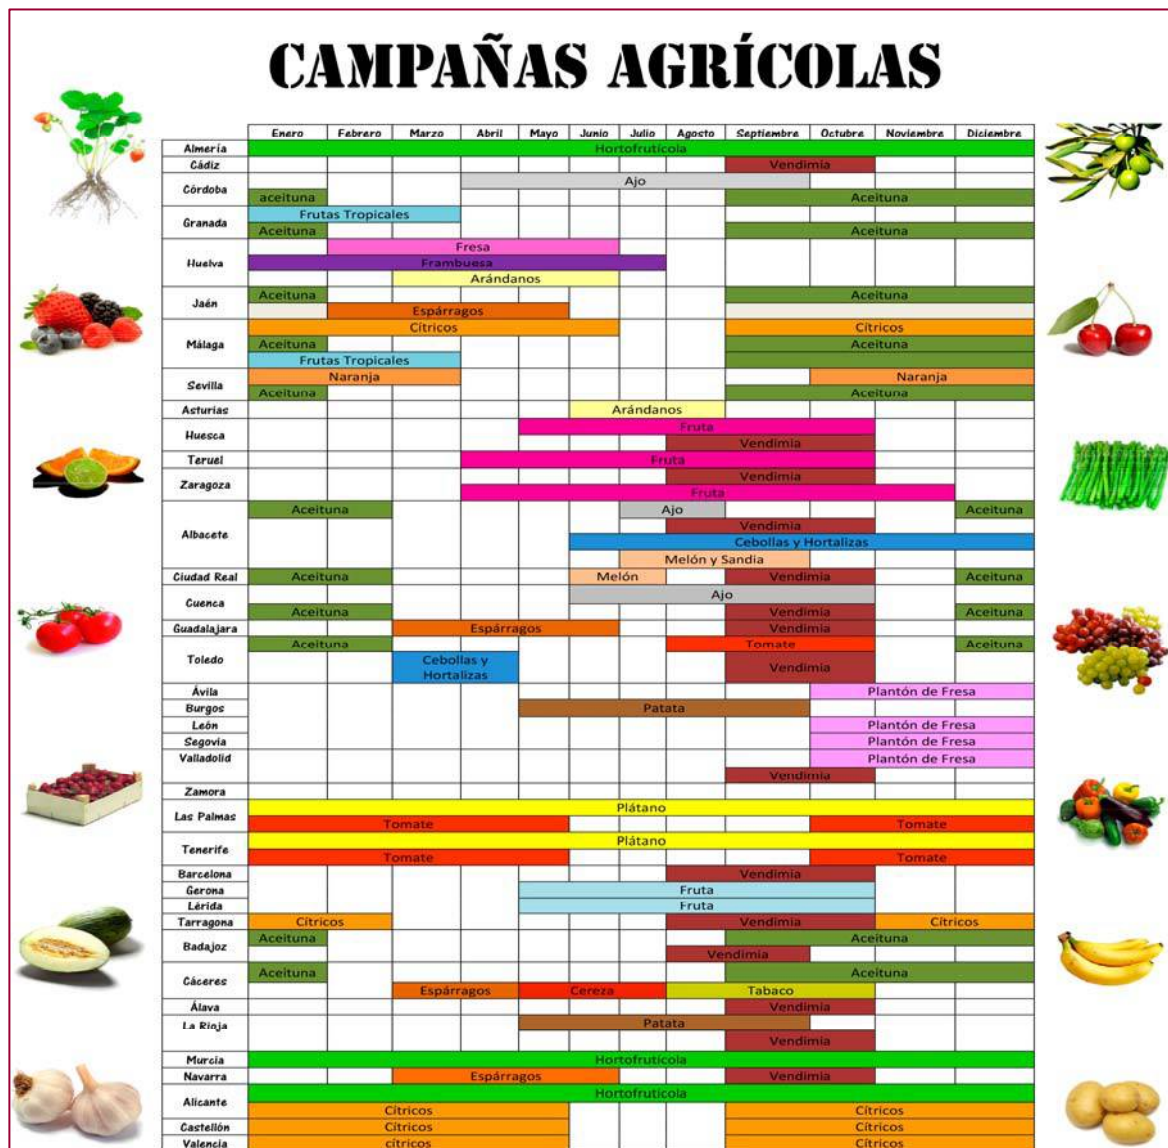 CAMPAÑAS AGRÍCOLAS
Enero Febrero Marzo Abril Mayo Junio Julio Agosto Septiembre Octubre Noviembre Diciembre
Almería Hortofrutícola
Cádiz Vendimia
Ajo
Córdoba
aceituna Aceituna
Frutas Tropicales
Granada
Aceituna Aceituna
Fresa
Huelva Frambuesa
Arándanos
Aceituna Aceituna
Jaén
Espárragos
Cítricos Cítricos
Málaga Aceituna Aceituna
Frutas Tropicales
Naranja Naranja
Sevilla
Aceituna Aceituna
Asturias Arándanos
Fruta
Huesca
Vendimia
Teruel Fruta
Vendimia
Zaragoza
Fruta
Aceituna Ajo Aceituna
Vendimia
Albacete
Cebollas y Hortalizas
Melón y Sandia
Ciudad Real Aceituna Melón Vendimia Aceituna
Ajo
Cuenca
Aceituna Vendimia Aceituna
Guadalajara Espárragos Vendimia
Aceituna Tomate Aceituna
Toledo Cebollas y
Hortalizas Vendimia
Ávila Plantón de Fresa
Burgos Patata
León Plantón de Fresa
Segovia Plantón de Fresa
Valladolid Plantón de Fresa
Vendimia
Zamora
Plátano
Las Palmas
Tomate Tomate
Plátano
Tenerife
Tomate Tomate
Barcelona Vendimia
Gerona Fruta
Lérida Fruta
Tarragona Cítricos Vendimia Cítricos
Aceituna Aceituna
Badajoz
Vendimia
Aceituna Aceituna
Cáceres
Espárragos Cereza Tabaco
Álava Vendimia
La Rioja Patata
Vendimia
Murcia Hortofrutícola
Navarra Espárragos Vendimia
Hortofrutícola
Alicante
Cítricos Cítricos
Castellón Cítricos Cítricos
Valencia cítricos Cítricos